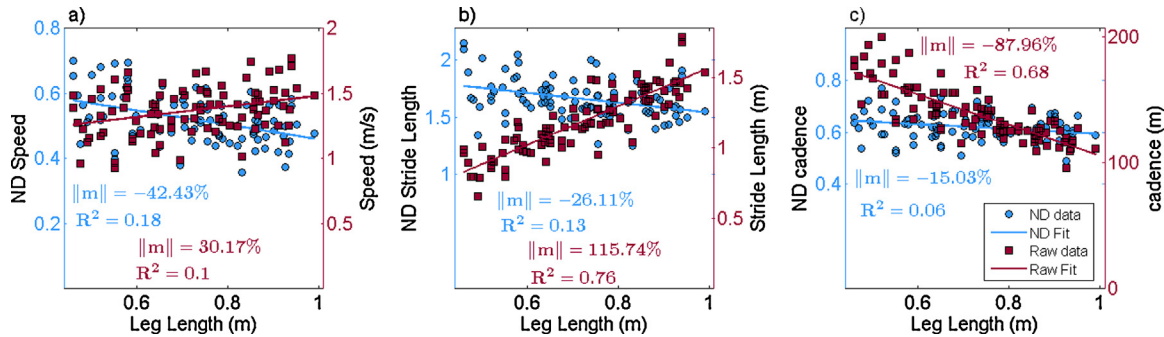 a)
0.8
0.6
0.4
0.2
ND Speed
‖m‖ = −42.43%
R² = 0.18
‖m‖ = 30.17%
R² = 0.1
2
1.5
1
0.5
Speed (m/s)
0.6 0.8 1
Leg Length (m)
b)
2
1.5
1
ND Stride Length
‖m‖ = −26.11%
R² = 0.13
‖m‖ = 115.74%
R² = 0.76
1.5
1
0.5
Stride Length (m)
0.6 0.8 1
Leg Length (m)
c)
0.8
0.6
0.4
ND cadence
‖m‖ = −87.96%
R² = 0.68
‖m‖ = −15.03%
R² = 0.06
ND data
ND Fit
Raw data
Raw Fit
200
100
0
cadence (m)
0.6 0.8 1
Leg Length (m)